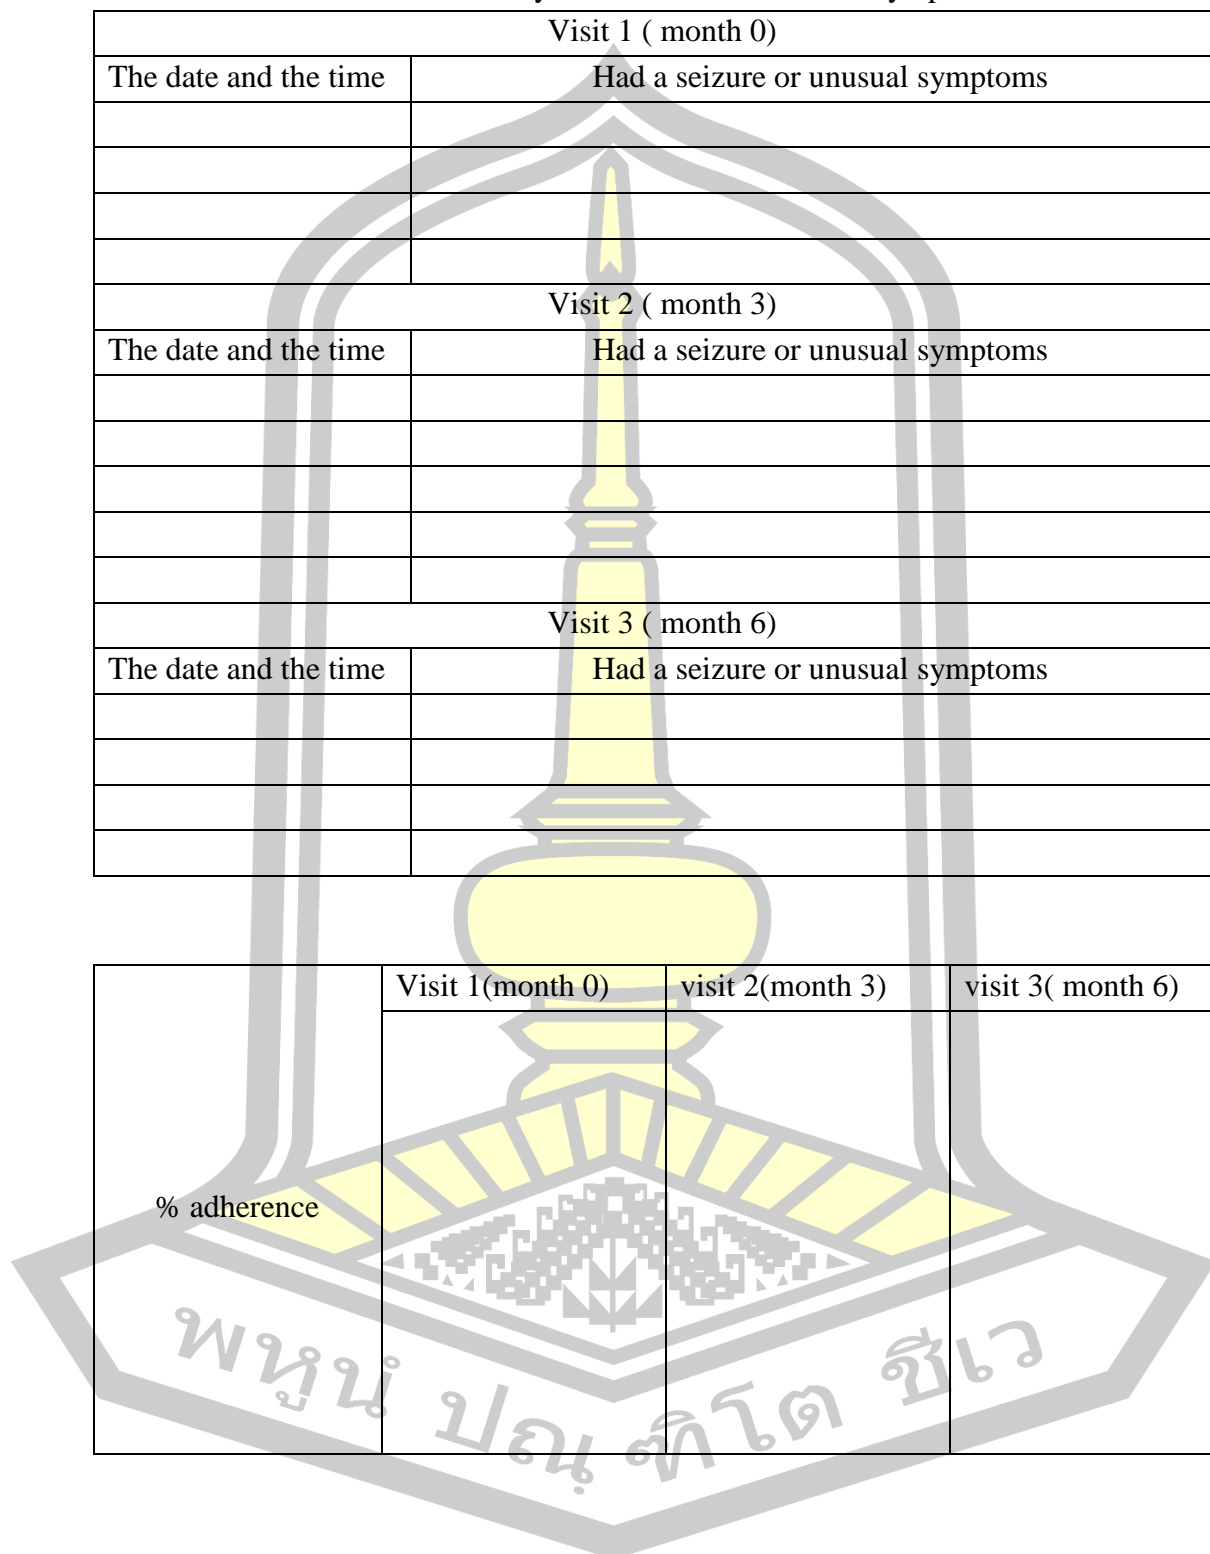 Visit 1 ( month 0)
The date and the time Had a seizure or unusual symptoms
Visit 2 ( month 3)
The date and the time Had a seizure or unusual symptoms
Visit 3 ( month 6)
The date and the time Had a seizure or unusual symptoms
Visit 1(month 0) visit 2(month 3) visit 3( month 6)
% adherence
พหูนํ ปณฺฑิโต ชีเว